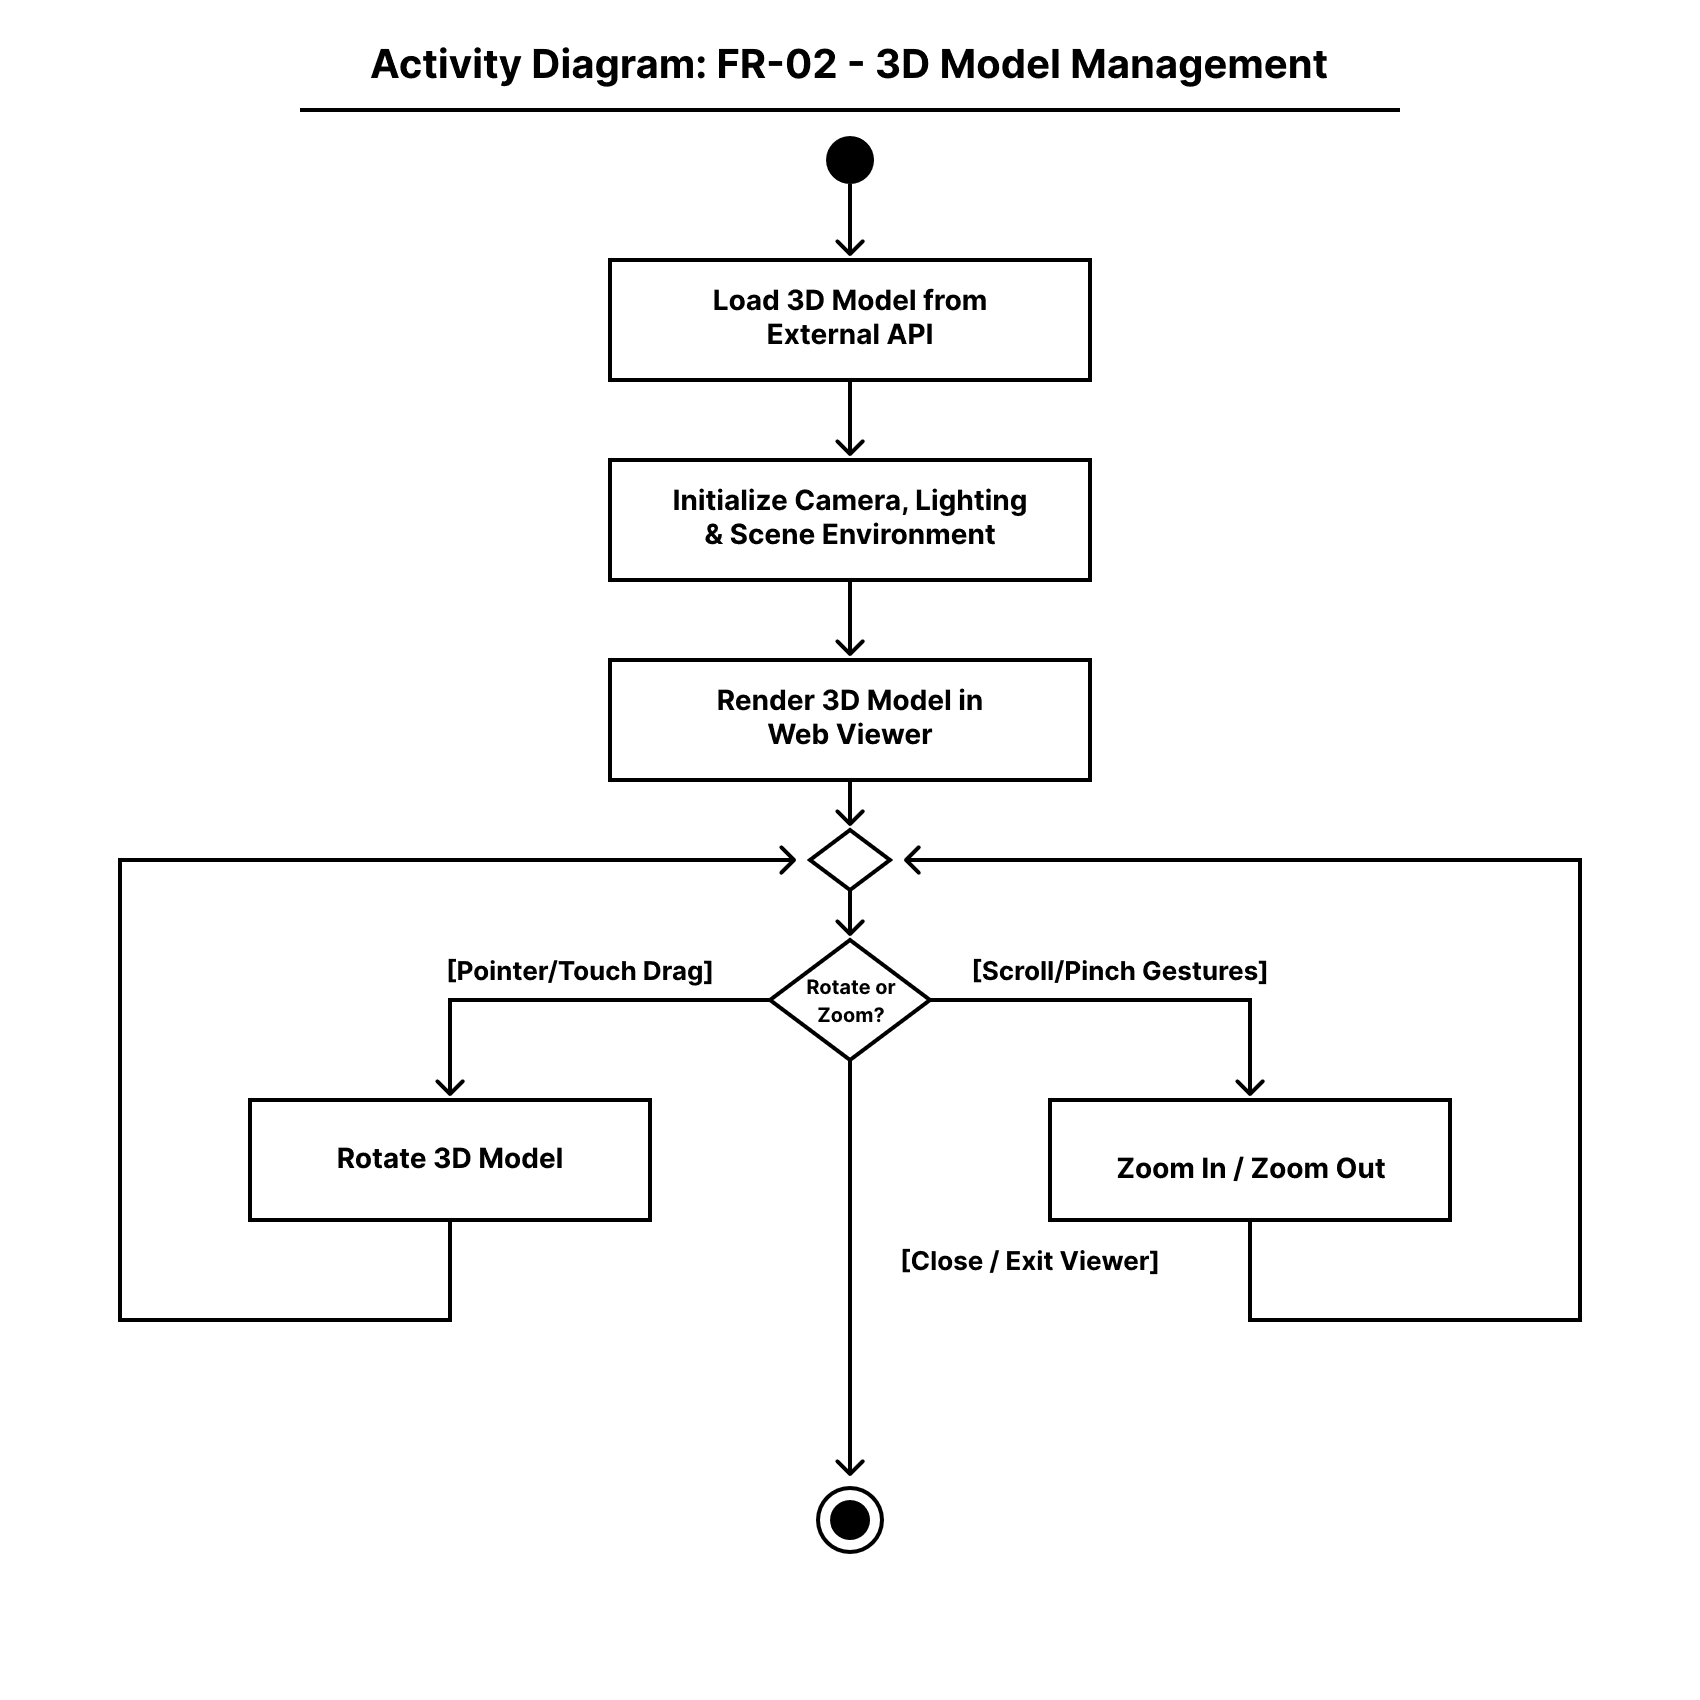 Activity Diagram: FR-02 - 3D Model Management
Load 3D Model from
External API
Initialize Camera, Lighting
& Scene Environment
Render 3D Model in
Web Viewer
[Pointer/Touch Drag]
[Scroll/Pinch Gestures]
Rotate or
Zoom?
Rotate 3D Model
Zoom In / Zoom Out
[Close / Exit Viewer]